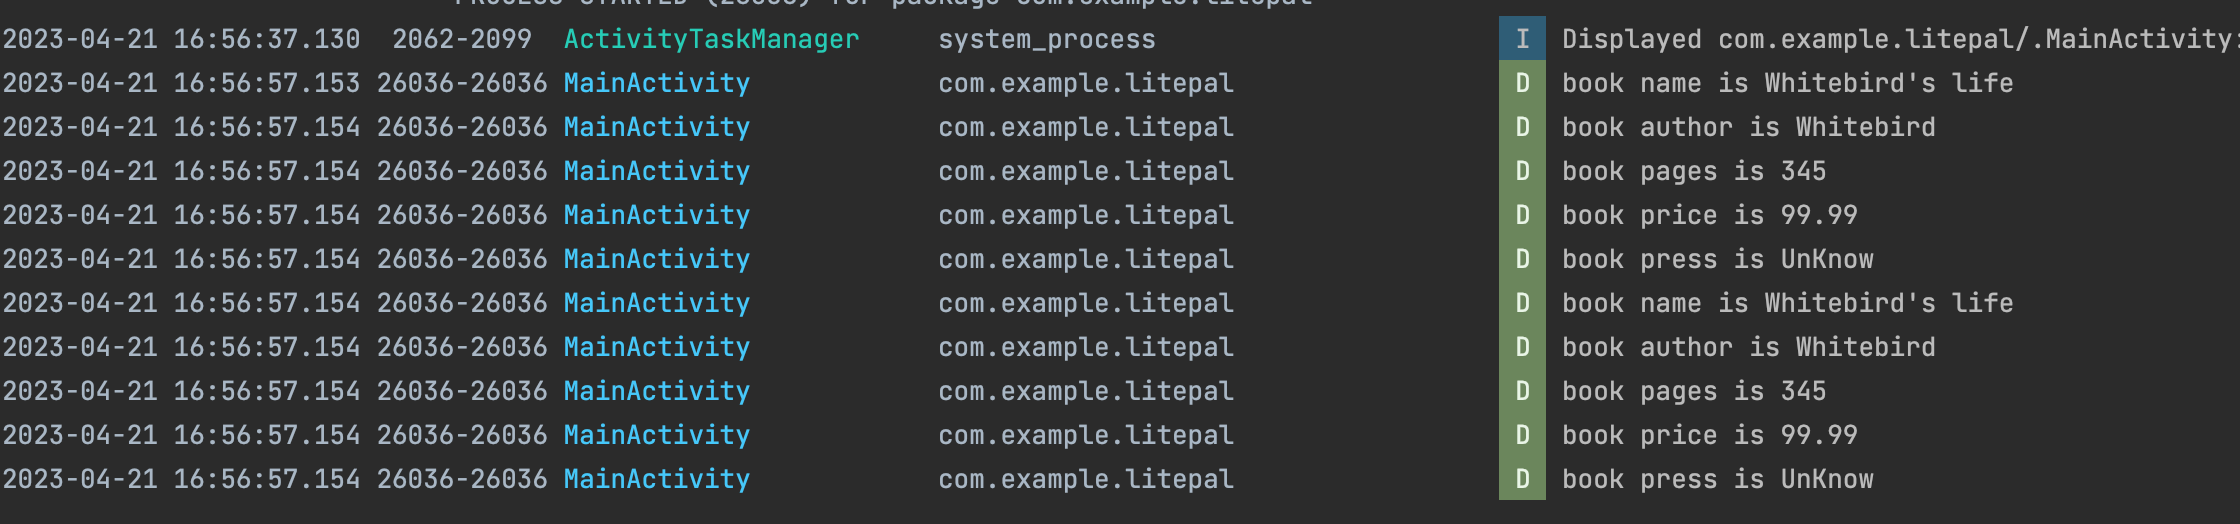 PROCESS STARTED (26036) for package com.example.litepal
2023-04-21 16:56:37.130 2062-2099 ActivityTaskManager system_process I Displayed com.example.litepal/.MainActivity:
2023-04-21 16:56:57.153 26036-26036 MainActivity com.example.litepal D book name is Whitebird's life
2023-04-21 16:56:57.154 26036-26036 MainActivity com.example.litepal D book author is Whitebird
2023-04-21 16:56:57.154 26036-26036 MainActivity com.example.litepal D book pages is 345
2023-04-21 16:56:57.154 26036-26036 MainActivity com.example.litepal D book price is 99.99
2023-04-21 16:56:57.154 26036-26036 MainActivity com.example.litepal D book press is UnKnow
2023-04-21 16:56:57.154 26036-26036 MainActivity com.example.litepal D book name is Whitebird's life
2023-04-21 16:56:57.154 26036-26036 MainActivity com.example.litepal D book author is Whitebird
2023-04-21 16:56:57.154 26036-26036 MainActivity com.example.litepal D book pages is 345
2023-04-21 16:56:57.154 26036-26036 MainActivity com.example.litepal D book price is 99.99
2023-04-21 16:56:57.154 26036-26036 MainActivity com.example.litepal D book press is UnKnow